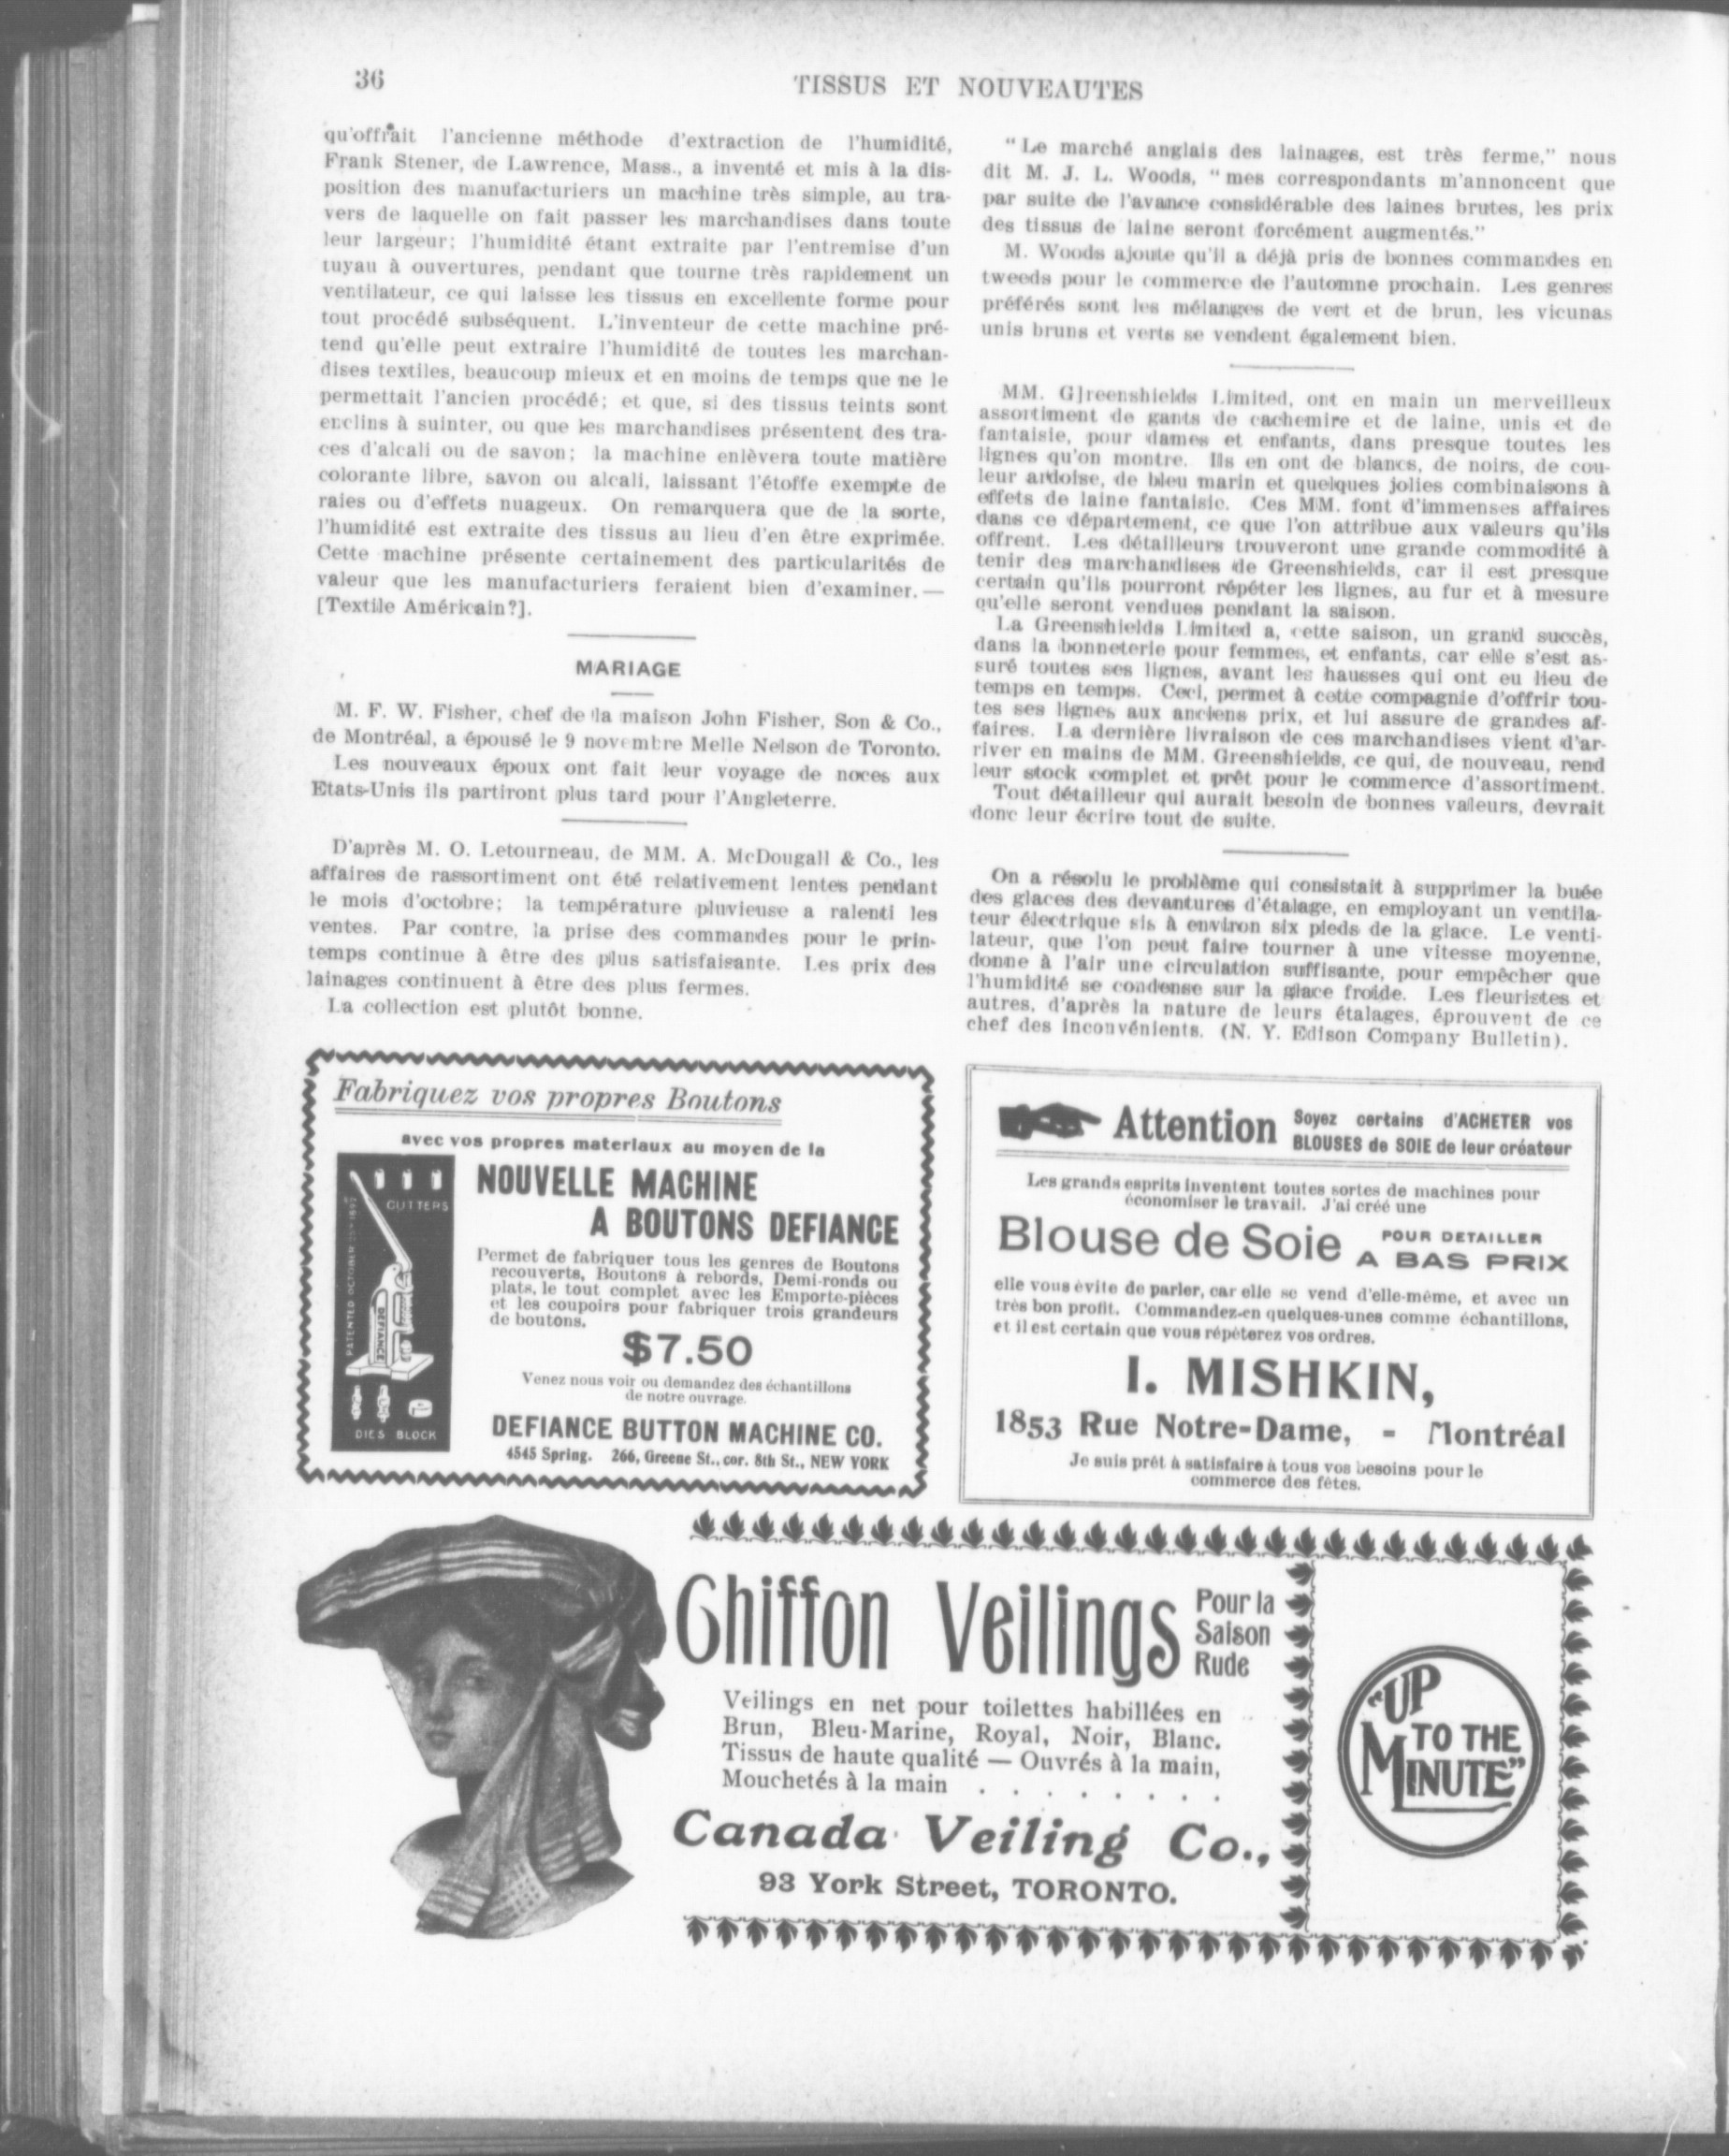 36
TISSUS ET NOUVEAUTES
qu'offrait l'ancienne méthode d'extraction de l'humidité,
Frank Stener, de Lawrence, Mass., a inventé et mis à la dis-
position des manufacturiers un machine très simple, au tra-
vers de laquelle on fait passer les marchandises dans toute
leur largeur; l'humidité étant extraite par l'entremise d'un
tuyau à ouvertures, pendant que tourne très rapidement un
ventilateur, ce qui laisse les tissus en excellente forme pour
tout procédé subséquent. L'inventeur de cette machine pré-
tend qu'elle peut extraire l'humidité de toutes les marchan-
dises textiles, beaucoup mieux et en moins de temps que ne le
permettait l'ancien procédé; et que, si des tissus teints sont
enclins à suinter, ou que les marchandises présentent des tra-
ces d'alcali ou de savon; la machine enlèvera toute matière
colorante libre, savon ou alcali, laissant l'étoffe exempte de
raies ou d'effets nuageux. On remarquera que de la sorte,
l'humidité est extraite des tissus au lieu d'en être exprimée.
Cette machine présente certainement des particularités de
valeur que les manufacturiers feraient bien d'examiner.—
[Textile Américain?].
MARIAGE
M. F. W. Fisher, chef de la maison John Fisher, Son & Co.,
de Montréal, a épousé le 9 novembre Melle Nelson de Toronto.
Les nouveaux époux ont fait leur voyage de noces aux
Etats-Unis ils partiront plus tard pour l'Angleterre.
D'après M. O. Letourneau, de MM. A. McDougall & Co., les
affaires de rassortiment ont été relativement lentes pendant
le mois d'octobre; la température pluvieuse a ralenti les
ventes. Par contre, la prise des commandes pour le prin-
temps continue à être des plus satisfaisante. Les prix des
lainages continuent à être des plus fermes.
La collection est plutôt bonne.
"Le marché anglais des lainages, est très ferme," nous
dit M. J. L. Woods, "mes correspondants m'annoncent que
par suite de l'avance considérable des laines brutes, les prix
des tissus de laine seront forcément augmentés."
M. Woods ajoute qu'il a déjà pris de bonnes commandes en
tweeds pour le commerce de l'automne prochain. Les genres
préférés sont les mélanges de vert et de brun, les vicunas
unis bruns et verts se vendent également bien.
MM. G]reenshields Limited, ont en main un merveilleux
assortiment de gants de cachemire et de laine, unis et de
fantaisie, pour dames et enfants, dans presque toutes les
lignes qu'on montre. Ils en ont de blancs, de noirs, de cou-
leur ardoise, de bleu marin et quelques jolies combinaisons à
effets de laine fantaisie. Ces MM. font d'immenses affaires
dans ce département, ce que l'on attribue aux valeurs qu'ils
offrent. Les détailleurs trouveront une grande commodité à
tenir des marchandises de Greenshields, car il est presque
certain qu'ils pourront répéter les lignes, au fur et à mesure
qu'elle seront vendues pendant la saison.
La Greenshields Limited a, cette saison, un grand succès,
dans la bonneterie pour femmes, et enfants, car elle s'est as-
suré toutes ses lignes, avant les hausses qui ont eu lieu de
temps en temps. Ceci, permet à cette compagnie d'offrir tou-
tes ses lignes aux anciens prix, et lui assure de grandes af-
faires. La dernière livraison de ces marchandises vient d'ar-
river en mains de MM. Greenshields, ce qui, de nouveau, rend
leur stock complet et prêt pour le commerce d'assortiment.
Tout détailleur qui aurait besoin de bonnes valeurs, devrait
donc leur écrire tout de suite.
On a résolu le problème qui consistait à supprimer la buée
des glaces des devantures d'étalage, en employant un ventila-
teur électrique sis à environ six pieds de la glace. Le venti-
lateur, que l'on peut faire tourner à une vitesse moyenne,
donne à l'air une circulation suffisante, pour empêcher que
l'humidité se condense sur la glace froide. Les fleuristes et
autres, d'après la nature de leurs étalages, éprouvent de ce
chef des inconvénients. (N. Y. Edison Company Bulletin).
Fabriquez vos propres Boutons
avec vos propres materiaux au moyen de la
NOUVELLE MACHINE
A BOUTONS DEFIANCE
CUTTERS
PATENTED OCTOBER 25-1892
DEFIANCE
DIES BLOCK
Permet de fabriquer tous les genres de Boutons
recouverts, Boutons à rebords, Demi-ronds ou
plats, le tout complet avec les Emporte-pièces
et les coupoirs pour fabriquer trois grandeurs
de boutons.
$7.50
Venez nous voir ou demandez des échantillons
de notre ouvrage.
DEFIANCE BUTTON MACHINE CO.
4545 Spring. 266, Greene St., cor. 8th St., NEW YORK
Attention
Soyez certains d'ACHETER vos
BLOUSES de SOIE de leur créateur
Les grands esprits inventent toutes sortes de machines pour
économiser le travail. J'ai créé une
Blouse de Soie
POUR DETAILLER
A BAS PRIX
elle vous évite de parler, car elle se vend d'elle-même, et avec un
très bon profit. Commandez-en quelques-unes comme échantillons,
et il est certain que vous répéterez vos ordres.
I. MISHKIN,
1853 Rue Notre-Dame, - Montréal
Je suis prêt à satisfaire à tous vos besoins pour le
commerce des fêtes.
Chiffon Veilings
Pour la
Saison
Rude
Veilings en net pour toilettes habillées en
Brun, Bleu-Marine, Royal, Noir, Blanc.
Tissus de haute qualité — Ouvrés à la main,
Mouchetés à la main . . . . . . . .
Canada Veiling Co.,
93 York Street, TORONTO.
"UP
TO THE
MINUTE"